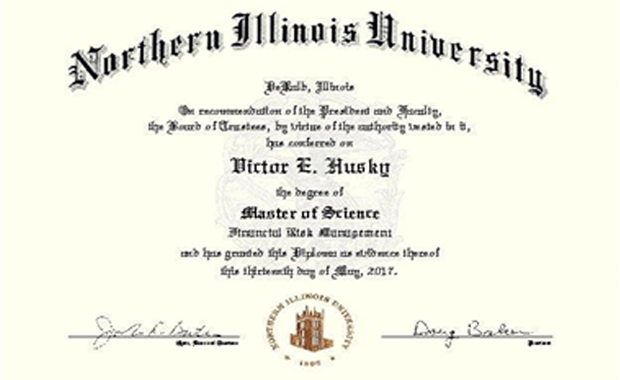 Northern Illinois University
DeKalb, Illinois
On recommendation of the President and Faculty,
the Board of Trustees, by virtue of the authority vested in it,
has conferred on
Victor E. Husky
the degree of
Master of Science
Financial Risk Management
and has granted this Diploma as evidence thereof
this thirteenth day of May, 2017.
NORTHERN ILLINOIS UNIVERSITY
1895
Doug Baker